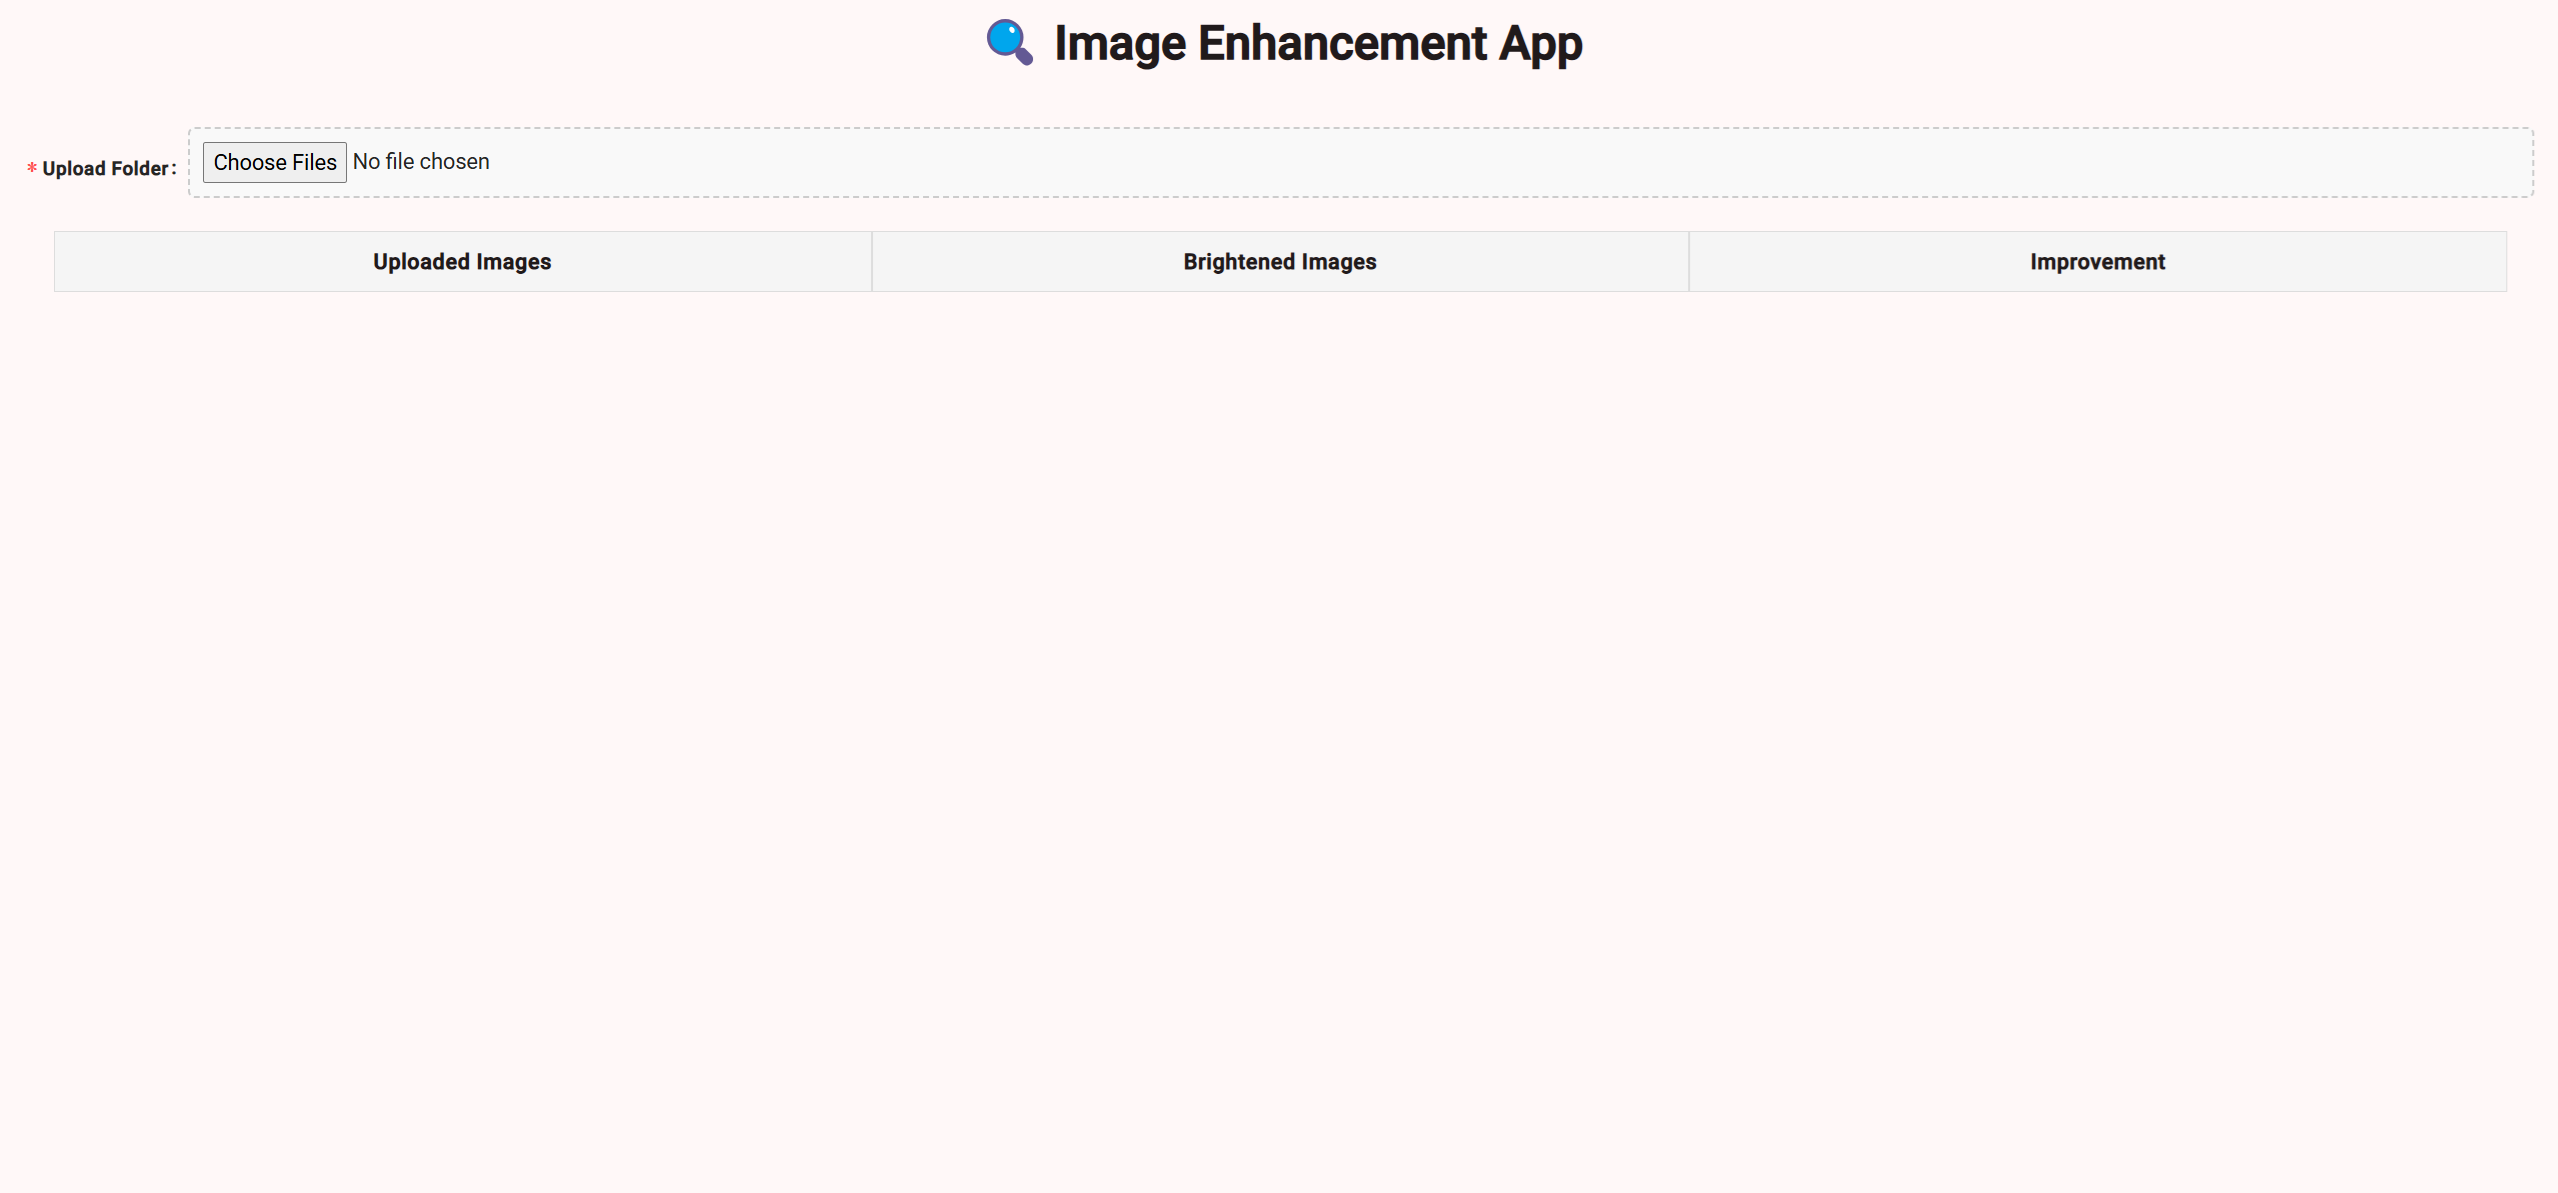 Image Enhancement App
* Upload Folder:
Choose Files No file chosen
Uploaded Images Brightened Images Improvement